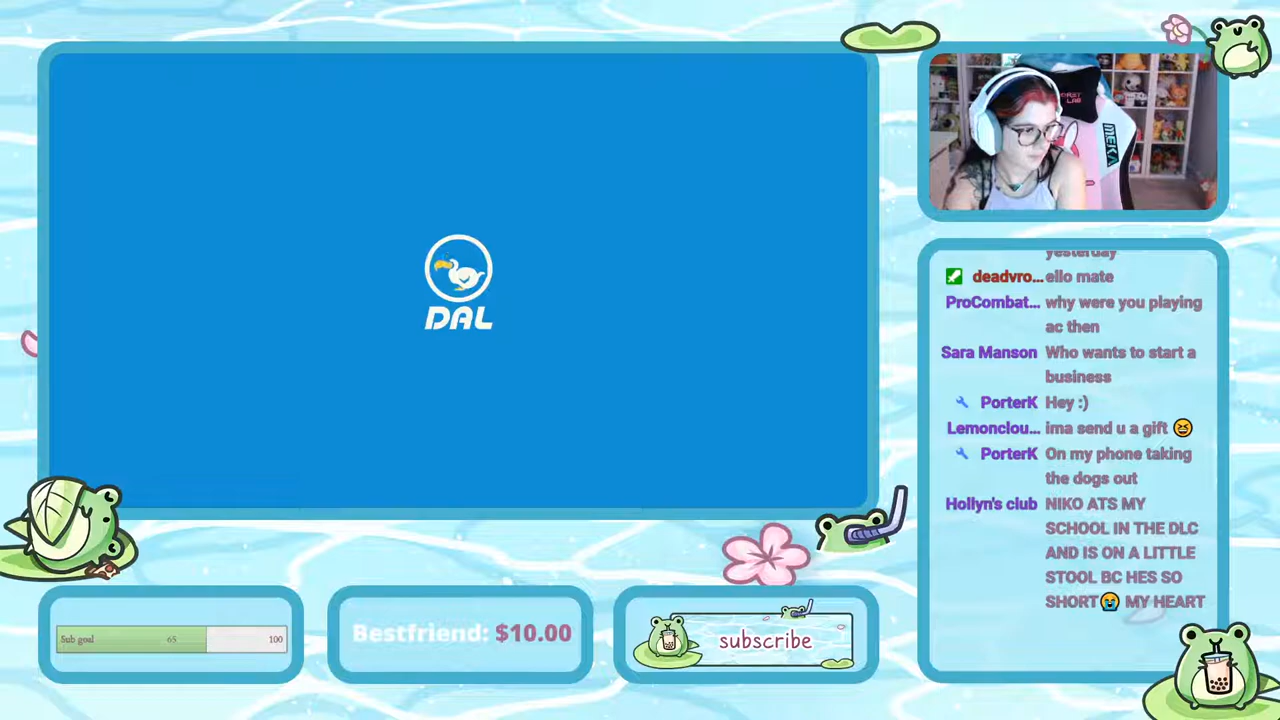 DAL
MEKA
yesterday
deadvro... ello mate
ProCombat... why were you playing
ac then
Sara Manson Who wants to start a
business
PorterK Hey :)
Lemonclou... ima send u a gift 😆
PorterK On my phone taking
the dogs out
Hollyn's club NIKO ATS MY
SCHOOL IN THE DLC
AND IS ON A LITTLE
STOOL BC HES SO
SHORT😭 MY HEART
Sub goal 65 100
Bestfriend: $10.00
subscribe